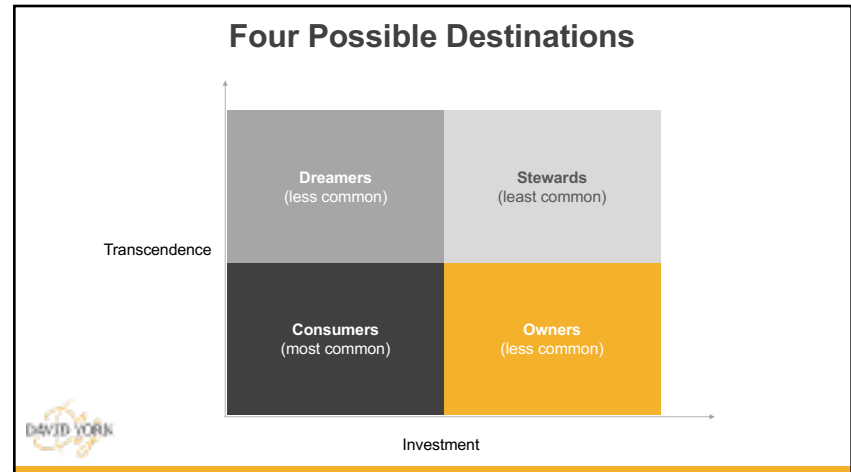 Four Possible Destinations
Dreamers
(less common)
Stewards
(least common)
Transcendence
Consumers
(most common)
Owners
(less common)
DAVID YORK
Investment